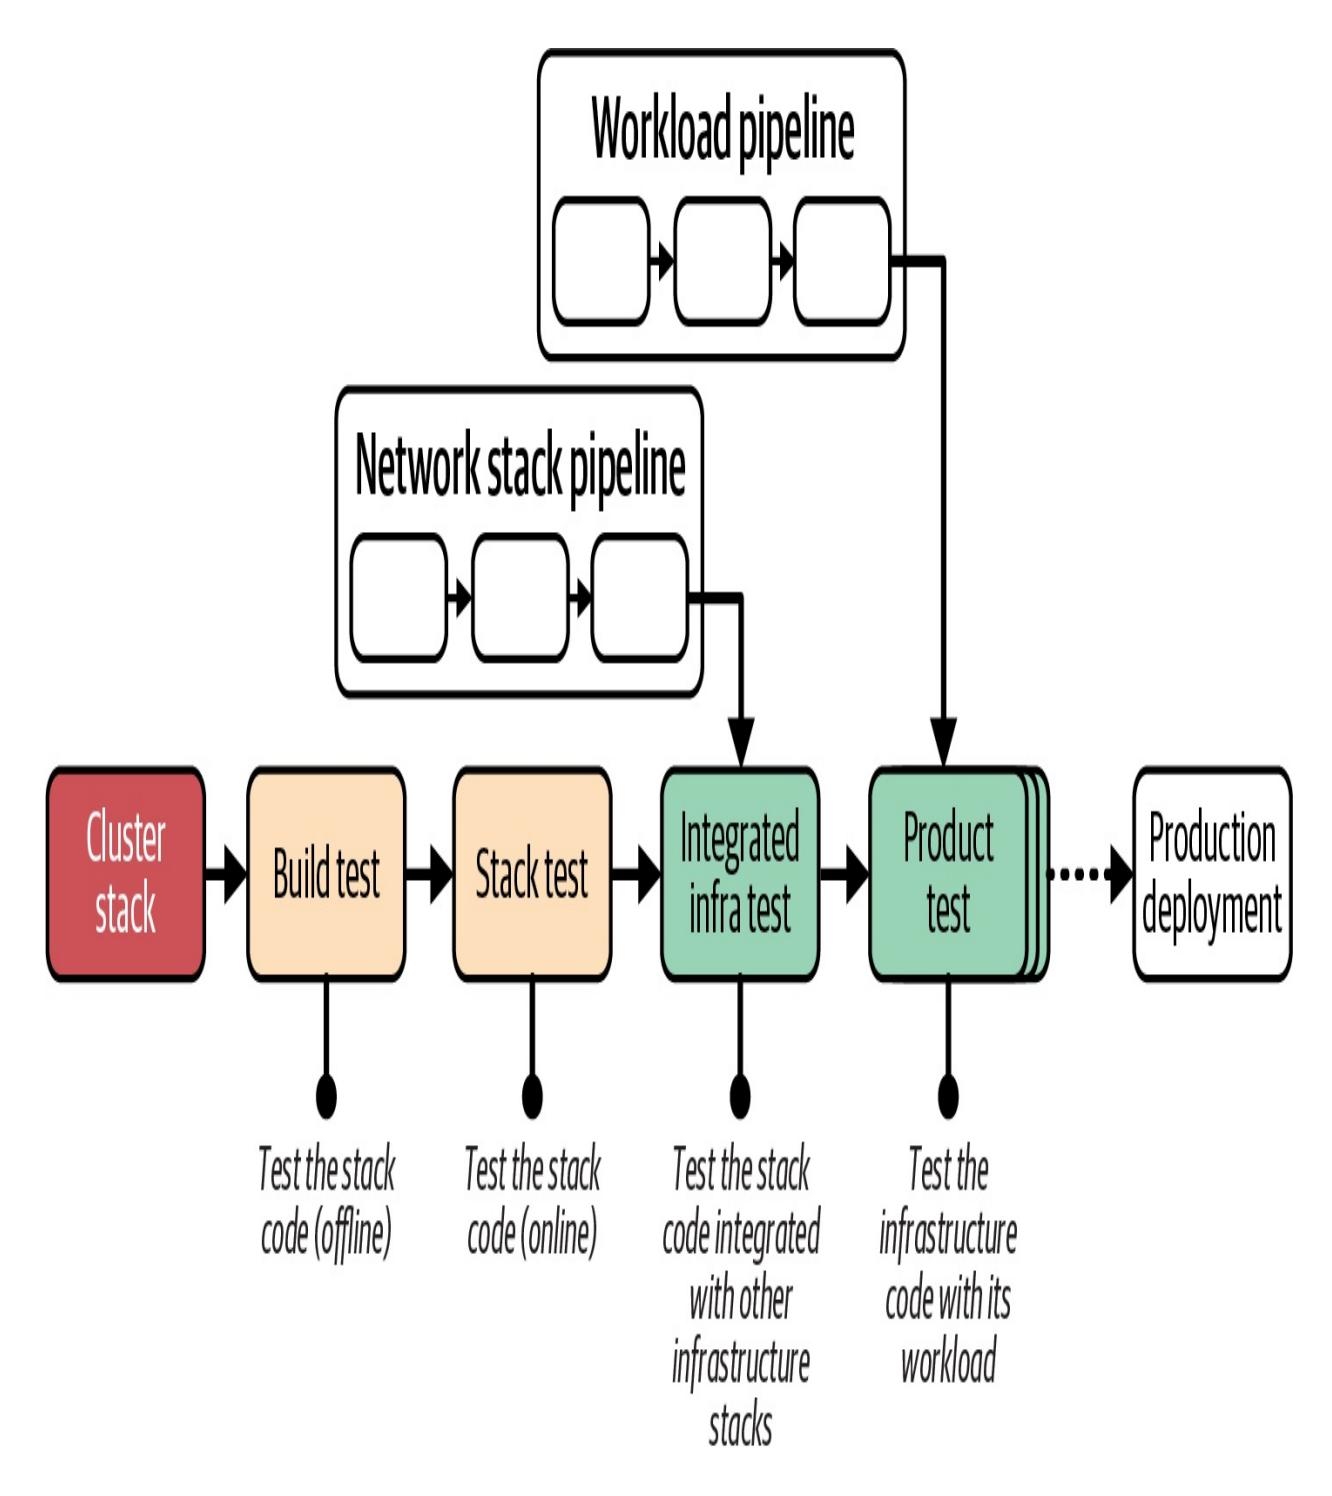 Workload pipeline
Network stack pipeline
Cluster
stack
Build test
Stack test
Integrated
infra test
Product
test
Production
deployment
Test the stack
code (offline)
Test the stack
code (online)
Test the stack
code integrated
with other
infrastructure
stacks
Test the
infrastructure
code with its
workload